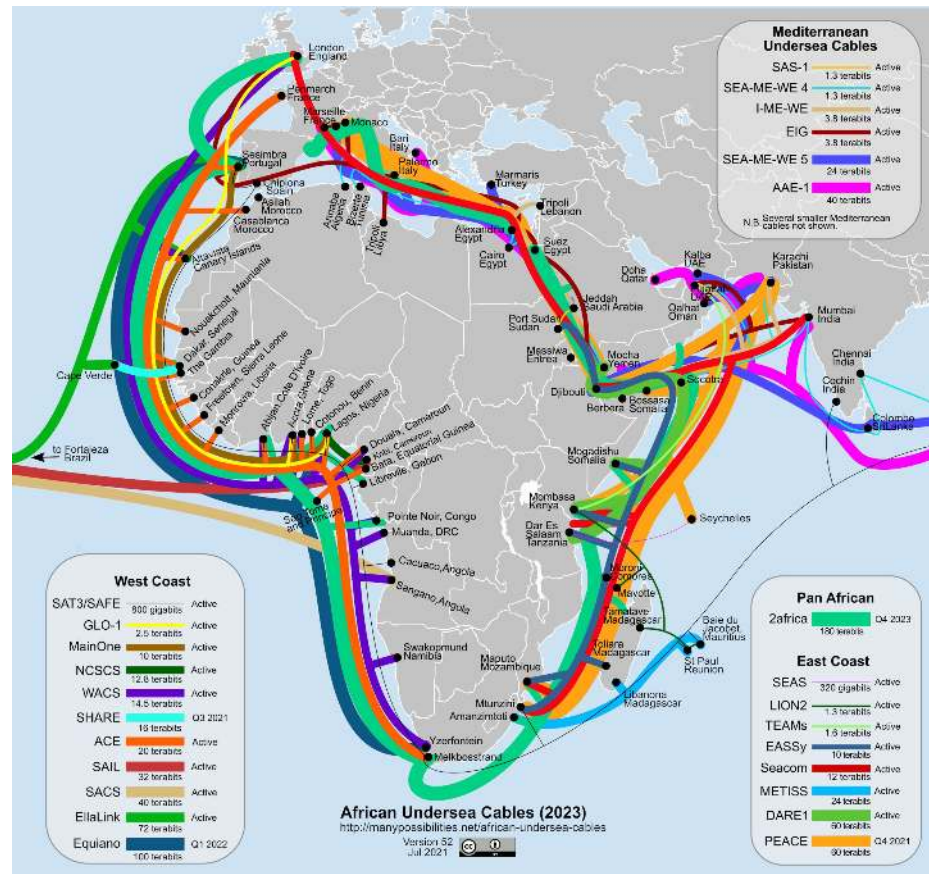 London
England
Penmarch
France
Marseille
France
Monaco
Bari
Italy
Palermo
Italy
Sesimbra
Portugal
Chipiona
Spain
Asilah
Morocco
Casablanca
Morocco
Altavista
Canary Islands
Annaba
Algeria
Bizerte
Tunisia
Tripoli
Libya
Marmaris
Turkey
Tripoli
Lebanon
Alexandria
Egypt
Cairo
Egypt
Suez
Egypt
Jeddah
Saudi Arabia
Port Sudan
Sudan
Massiwa
Eritrea
Mocha
Yemen
Djibouti
Berbera
Bossasa
Somalia
Socotra
Doha
Qatar
Kalba
UAE
Qalhat
Oman
Karachi
Pakistan
Mumbai
India
Chennai
India
Cochin
India
Colombo
Sri Lanka
Nouakchott, Mauritania
Dakar, Senegal
The Gambia
Conakrie, Guinea
Freetown, Sierra Leone
Monrovia, Liberia
Cape Verde
to Fortaleza
Brazil
Abijan Cote D'Ivoire
Accra, Ghana
Lome, Togo
Cotonou, Benin
Lagos, Nigeria
Douala, Camaroun
Kribi, Cameroun
Bata, Equatorial Guinea
Libreville, Gabon
Sao Tome
and Principe
Pointe Noir, Congo
Muanda, DRC
Cacuaco, Angola
Sangano, Angola
Swakopmund
Namibia
Yzerfontein
Melkbosstrand
Mogadishu
Somalia
Mombasa
Kenya
Dar Es
Salaam
Tanzania
Seychelles
Moroni
Comores
Mayotte
Tamatave
Madagascar
Toliara
Madagascar
Baie du
Jacobet
Mauritius
St Paul
Reunion
Libanona
Madagascar
Maputo
Mozambique
Mtunzini
Amanzimtoti
Mediterranean
Undersea Cables
SAS-1 Active
1.3 terabits
SEA-ME-WE 4 Active
1.3 terabits
I-ME-WE Active
3.8 terabits
EIG Active
3.8 terabits
SEA-ME-WE 5 Active
24 terabits
AAE-1 Active
40 terabits
N.B. Several smaller Mediterranean
cables not shown.
West Coast
SAT3/SAFE Active
800 gigabits
GLO-1 Active
2.5 terabits
MainOne Active
10 terabits
NCSCS Active
12.8 terabits
WACS Active
14.5 terabits
SHARE Q3 2021
16 terabits
ACE Active
20 terabits
SAIL Active
32 terabits
SACS Active
40 terabits
EllaLink Active
72 terabits
Equiano Q1 2022
100 terabits
African Undersea Cables (2023)
http://manypossibilities.net/african-undersea-cables
Version 52
Jul 2021
cc
Pan African
2africa Q4 2023
180 terabits
East Coast
SEAS Active
320 gigabits
LION2 Active
1.3 terabits
TEAMs Active
1.6 terabits
EASSy Active
10 terabits
Seacom Active
12 terabits
METISS Active
24 terabits
DARE1 Active
60 terabits
PEACE Q4 2021
60 terabits